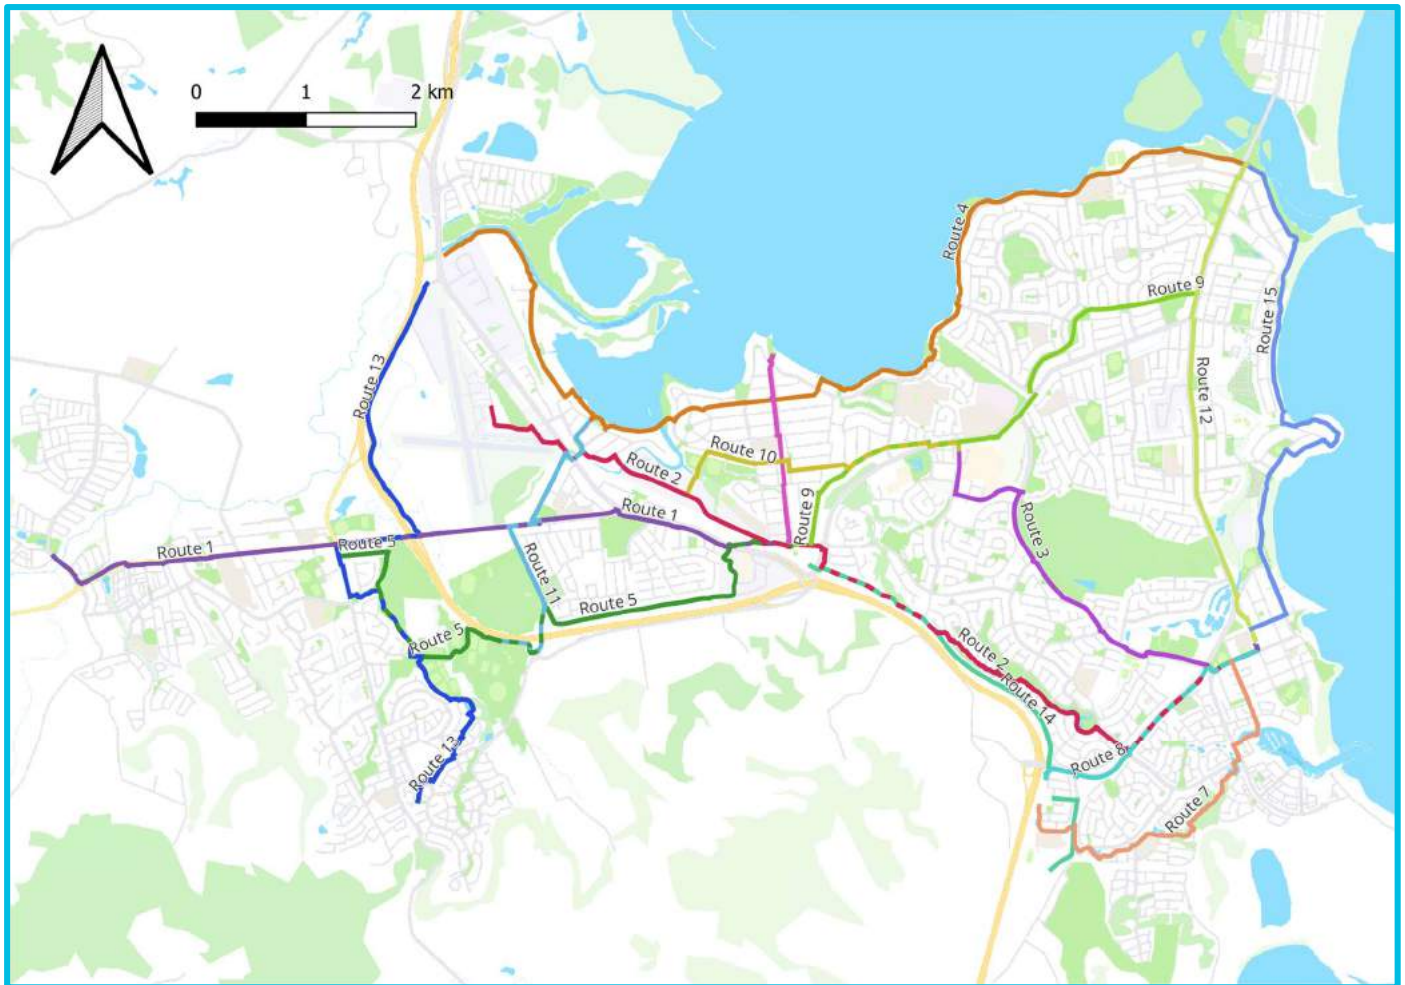 0 1 2 km
Route 4
Route 9
Route 15
Route 13
Route 12
Route 10
Route 2
Route 9
Route 1
Route 3
Route 5
Route 1
Route 11
Route 5
Route 5
Route 2
Route 14
Route 13
Route 8
Route 7